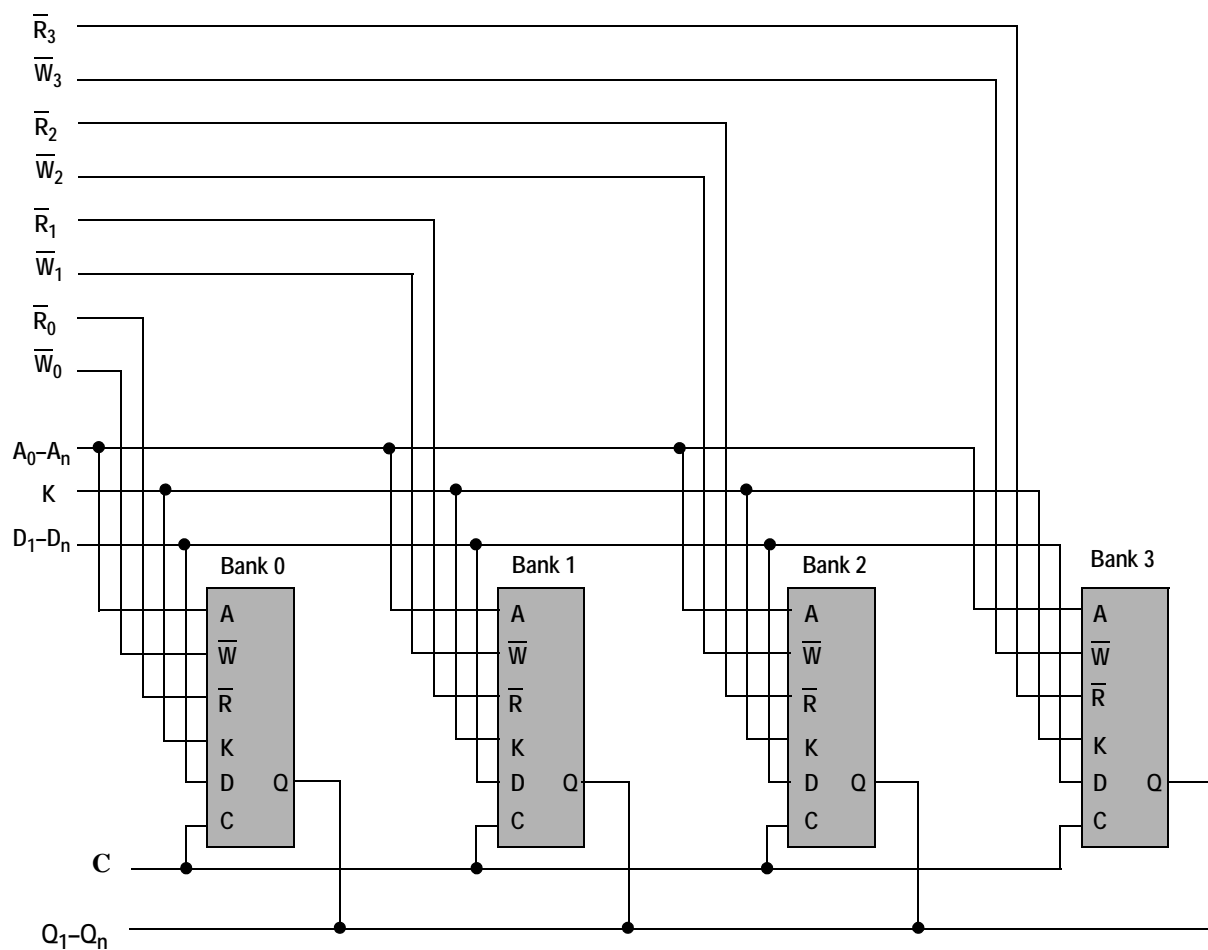 R̅3
W̅3
R̅2
W̅2
R̅1
W̅1
R̅0
W̅0
A0–An
K
D1–Dn
Bank 0
Bank 1
Bank 2
Bank 3
A
W̅
R̅
K
D Q
C
A
W̅
R̅
K
D Q
C
A
W̅
R̅
K
D Q
C
A
W̅
R̅
K
D Q
C
C
Q1–Qn